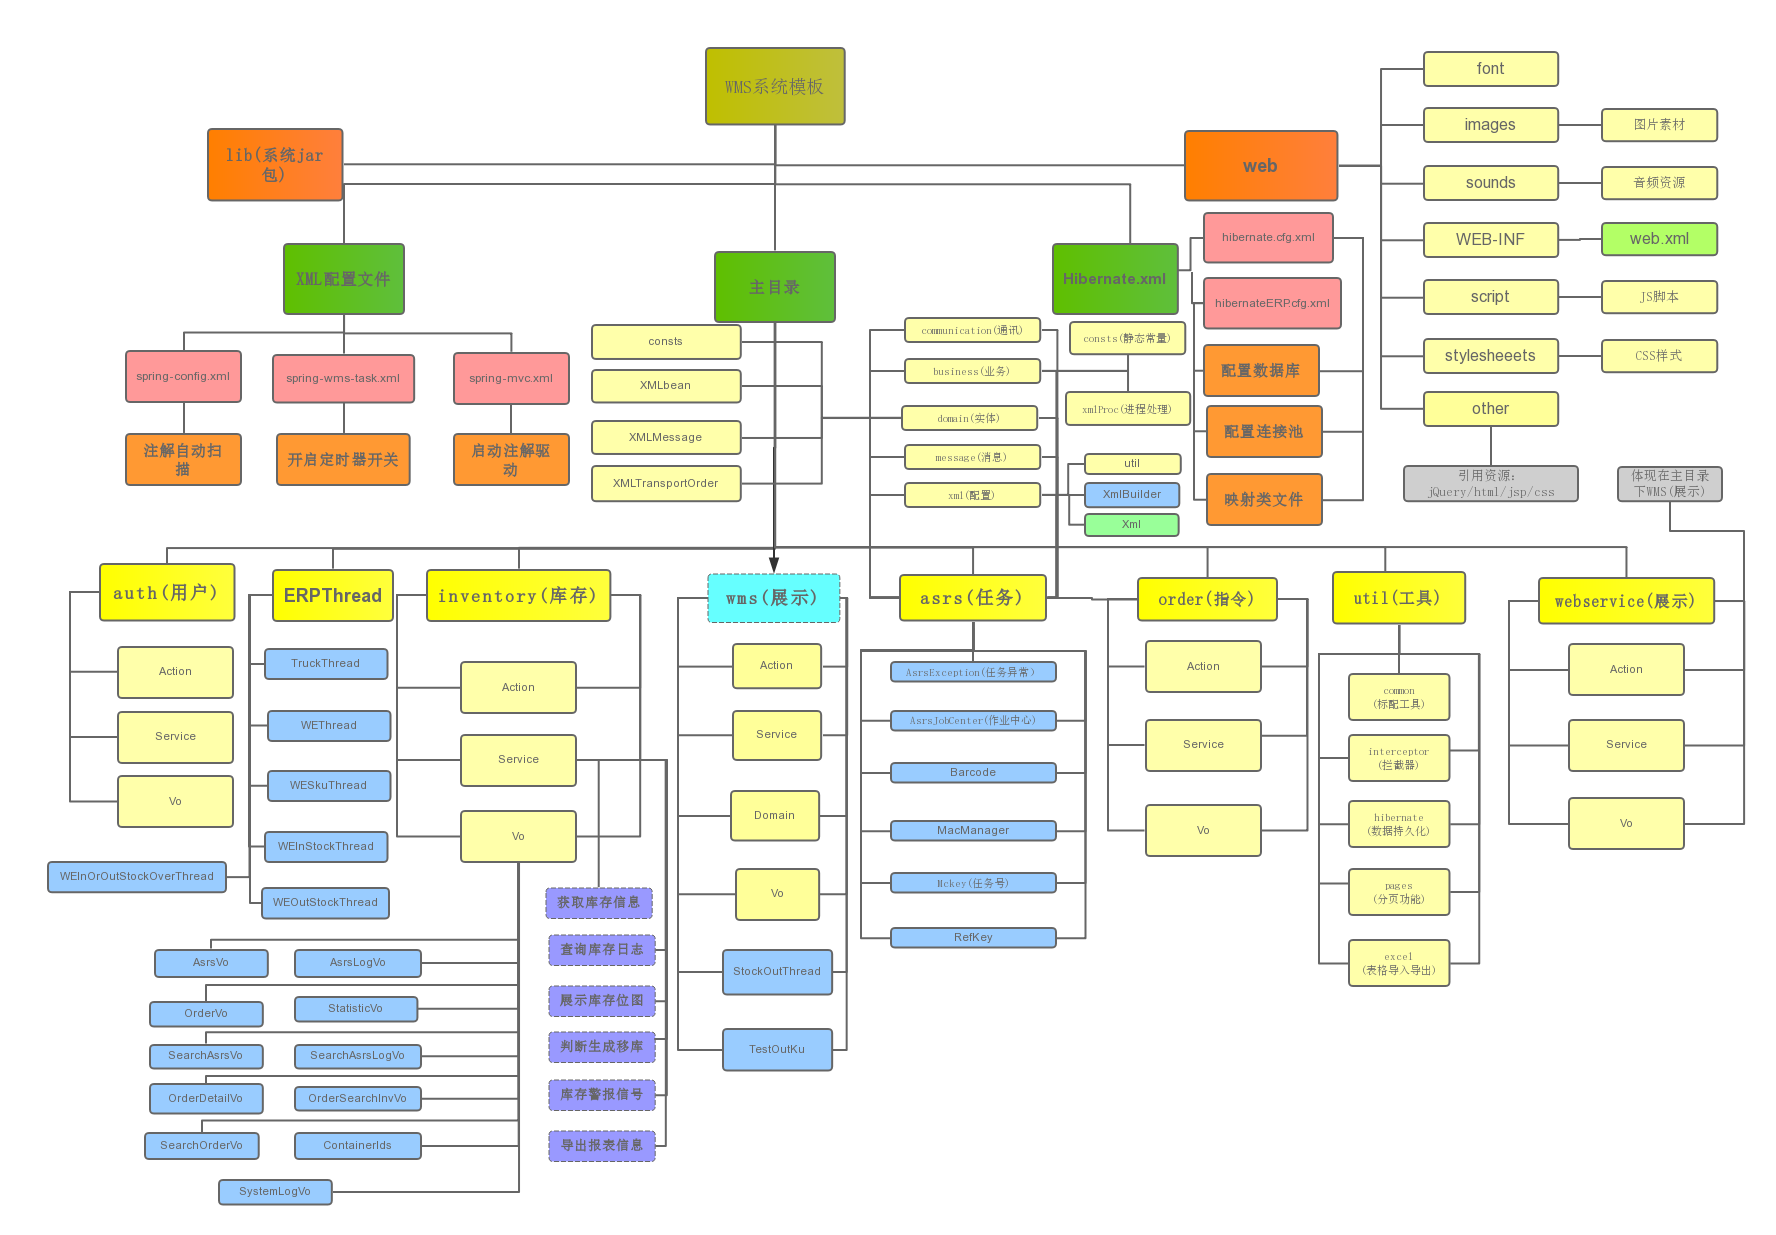 WMS系统模板
lib(系统jar
包)
web
font
images
图片素材
sounds
音频资源
WEB-INF
web.xml
script
JS脚本
stylesheeets
CSS样式
other
引用资源:
jQuery/html/jsp/css
体现在主目录
下WMS(展示)
XML配置文件
主目录
Hibernate.xml
hibernate.cfg.xml
hibernateERP.cfg.xml
配置数据库
配置连接池
映射类文件
spring-config.xml
spring-wms-task.xml
spring-mvc.xml
注解自动扫
描
开启定时器开关
启动注解驱
动
consts
XMLbean
XMLMessage
XMLTransportOrder
communication(通讯)
business(业务)
domain(实体)
message(消息)
xml(配置)
consts(静态常量)
xmlProc(进程处理)
util
XmlBuilder
Xml
auth(用户)
ERPThread
inventory(库存)
wms(展示)
asrs(任务)
order(指令)
util(工具)
webservice(展示)
Action
Service
Vo
TruckThread
WEThread
WESkuThread
WEInStockThread
WEInOrOutStockOverThread
WEOutStockThread
Action
Service
Vo
获取库存信息
查询库存日志
展示库存位图
判断生成移库
库存警报信号
导出报表信息
AsrsVo
AsrsLogVo
OrderVo
StatisticVo
SearchAsrsVo
SearchAsrsLogVo
OrderDetailVo
OrderSearchInvVo
SearchOrderVo
ContainerIds
SystemLogVo
Action
Service
Domain
Vo
StockOutThread
TestOutKu
AsrsException(任务异常)
AsrsJobCenter(作业中心)
Barcode
MacManager
Mckey(任务号)
RefKey
Action
Service
Vo
common
(标配工具)
interceptor
(拦截器)
hibernate
(数据持久化)
pages
(分页功能)
excel
(表格导入导出)
Action
Service
Vo